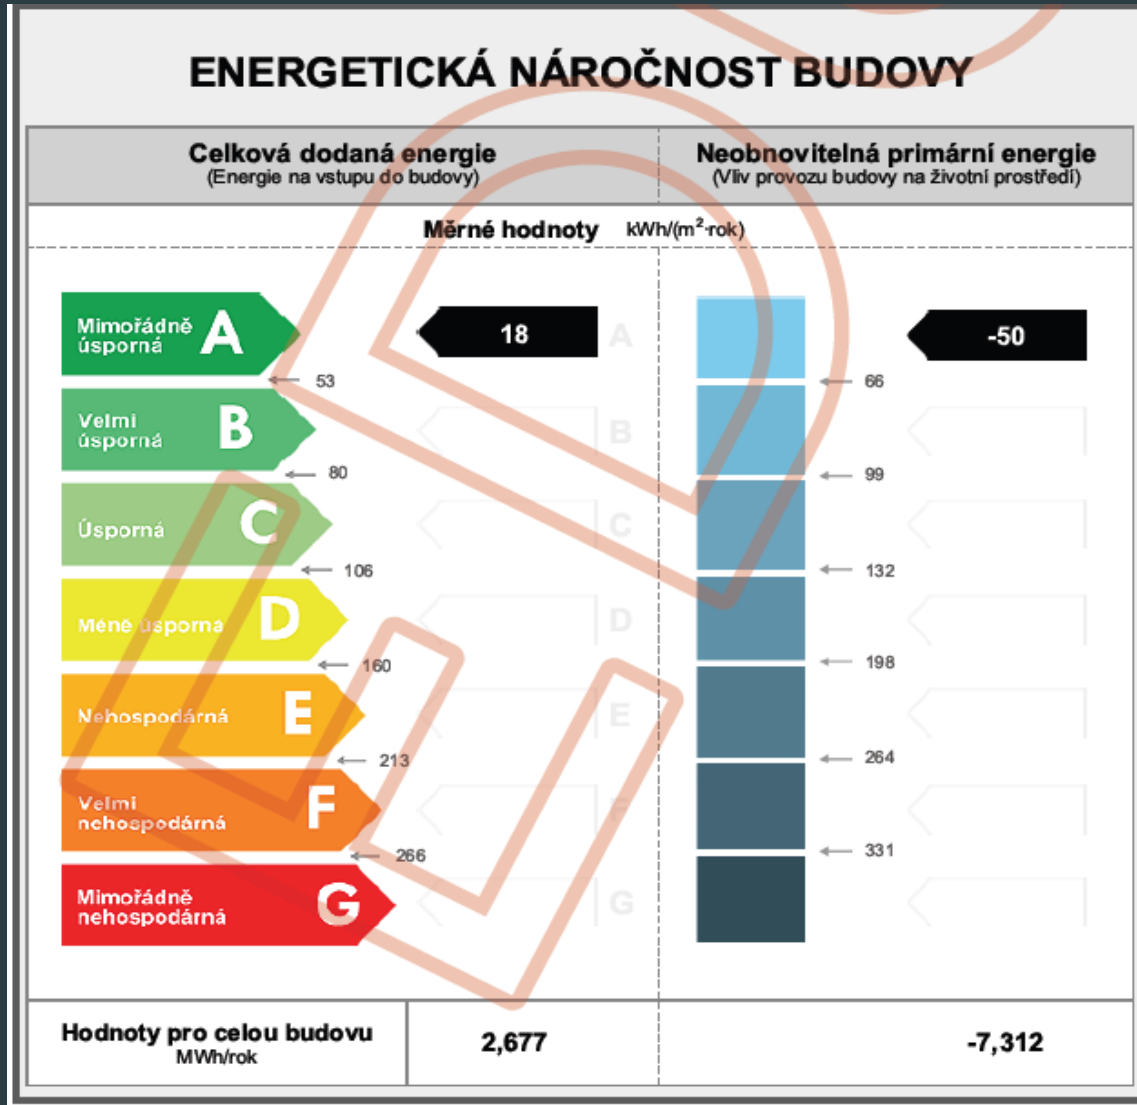 ENERGETICKÁ NÁROČNOST BUDOVY
Celková dodaná energie
(Energie na vstupu do budovy)
Neobnovitelná primární energie
(Vliv provozu budovy na životní prostředí)
Měrné hodnoty kWh/(m²·rok)
Mimořádně
úsporná
A
18
A
-50
53
66
Velmi
úsporná
B
B
80
99
Úsporná
C
C
106
132
Méně úsporná
D
D
160
198
Nehospodárná
E
E
213
264
Velmi
nehospodárná
F
F
266
331
Mimořádně
nehospodárná
G
G
Hodnoty pro celou budovu
MWh/rok
2,677
-7,312